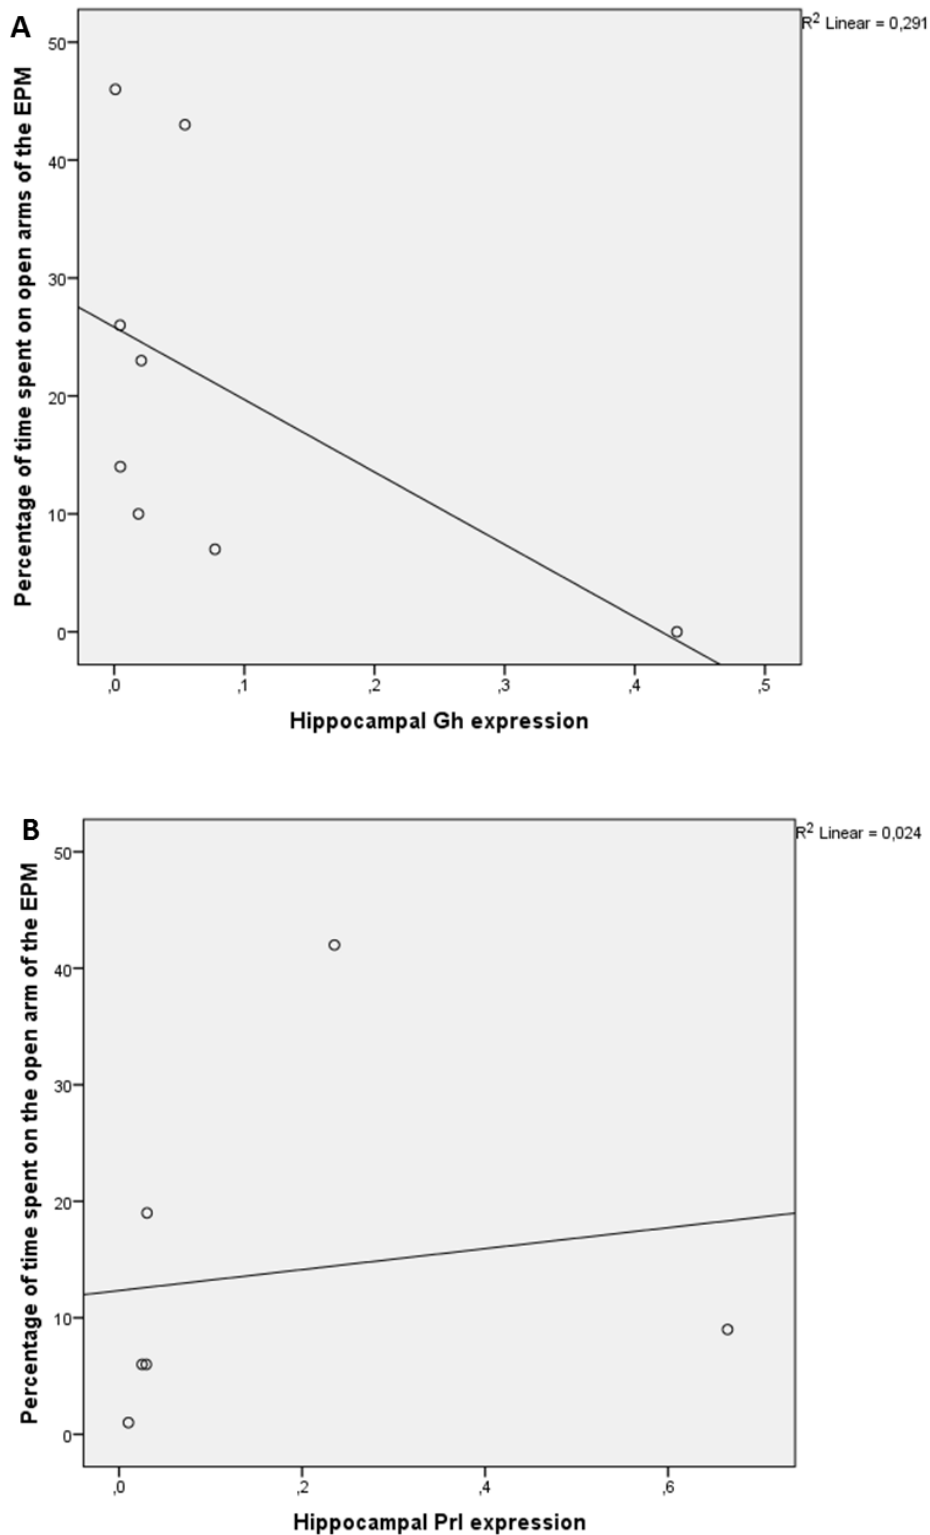 A
R2 Linear = 0,291
Percentage of time spent on open arms of the EPM
50
40
30
20
10
0
,0 ,1 ,2 ,3 ,4 ,5
Hippocampal Gh expression
B
R2 Linear = 0,024
Percentage of time spent on the open arm of the EPM
50
40
30
20
10
0
,0 ,2 ,4 ,6
Hippocampal Prl expression